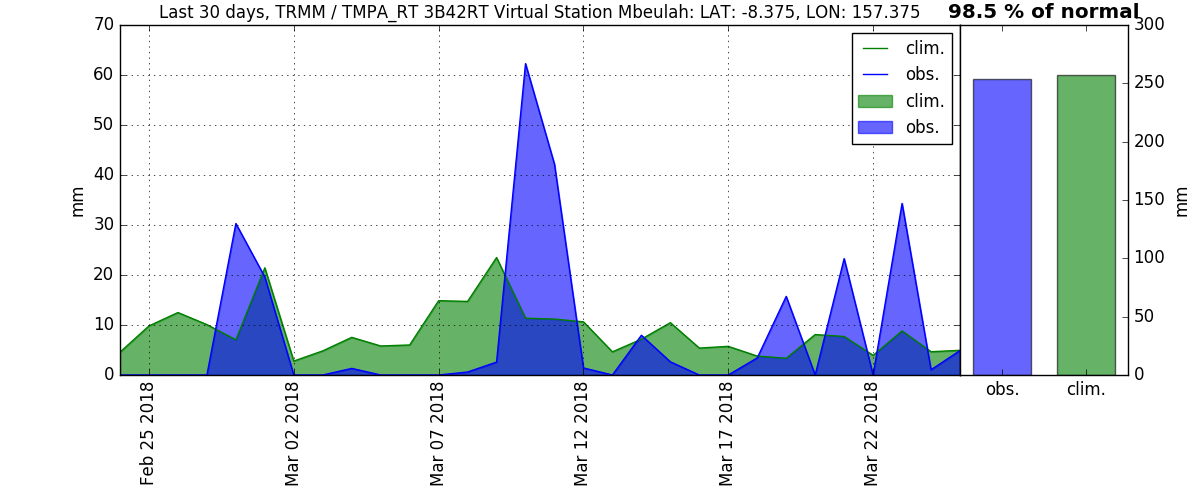 Last 30 days, TRMM / TMPA_RT 3B42RT Virtual Station Mbeulah: LAT: -8.375, LON: 157.375
98.5 % of normal
70
60
50
40
30
20
10
0
mm
clim.
obs.
clim.
obs.
Feb 25 2018
Mar 02 2018
Mar 07 2018
Mar 12 2018
Mar 17 2018
Mar 22 2018
300
250
200
150
100
50
0
mm
obs.
clim.